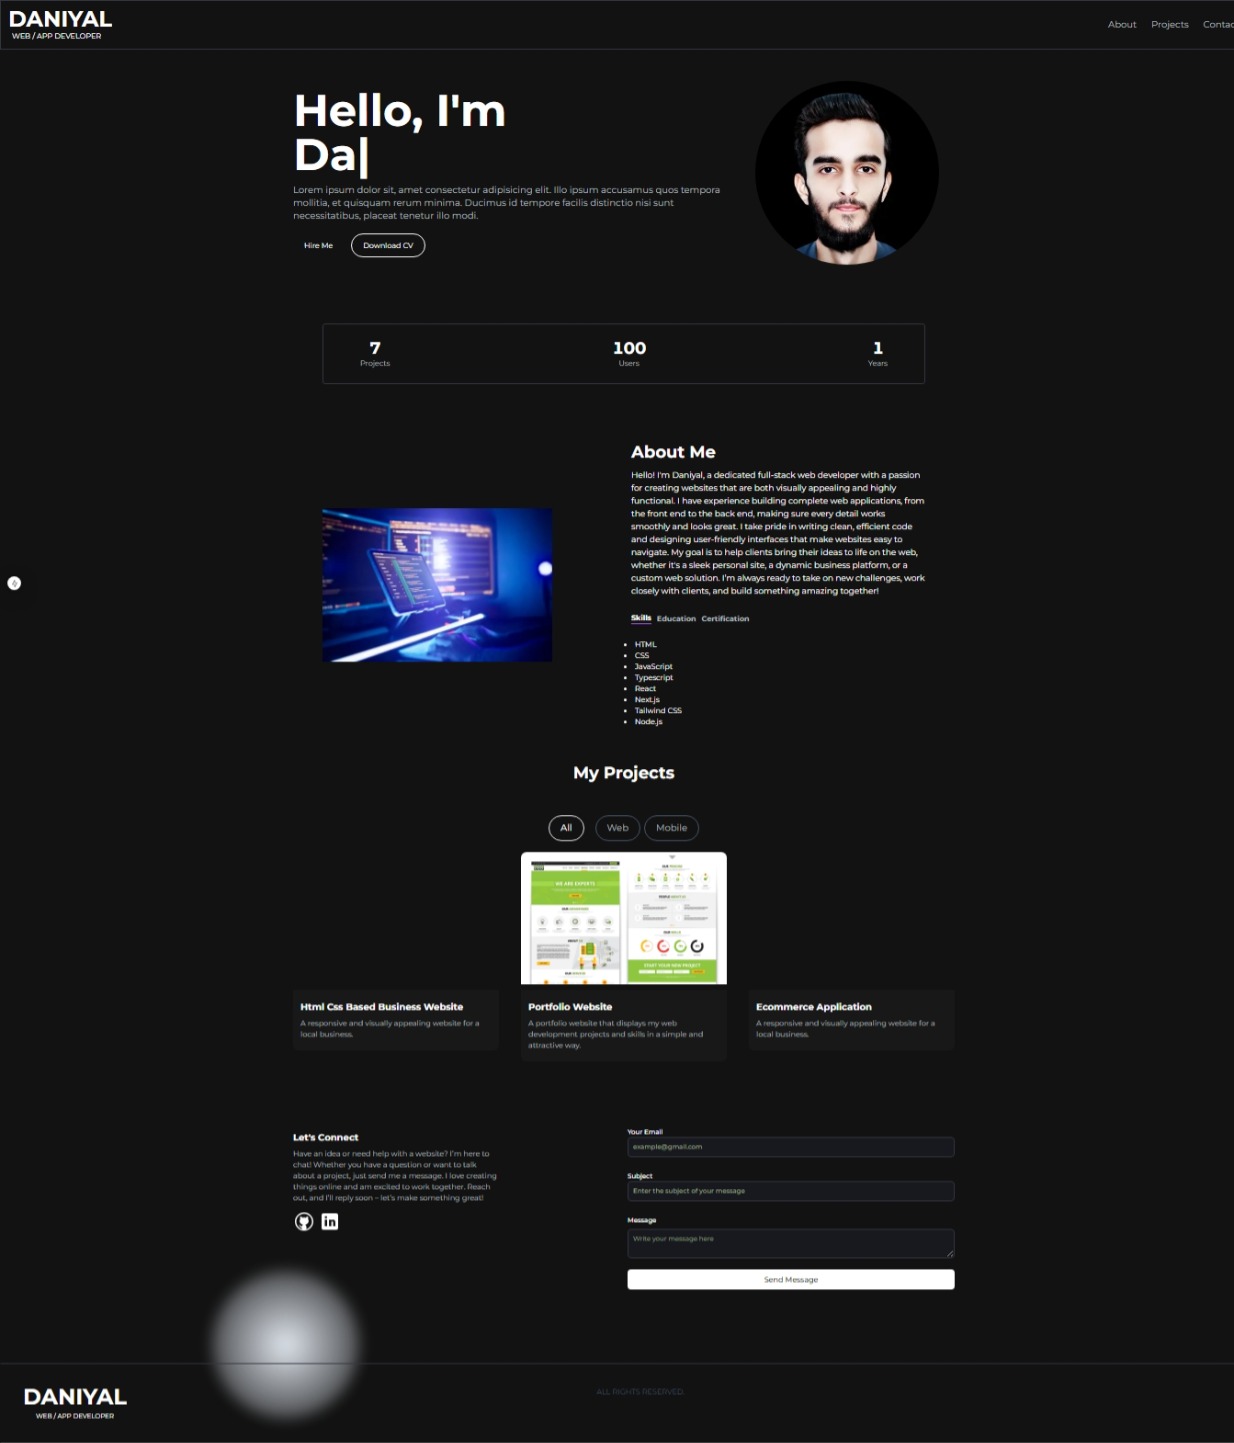 DANIYAL
WEB / APP DEVELOPER
About
Projects
Contac
Hello, I'm
Da|
Lorem ipsum dolor sit, amet consectetur adipisicing elit. Illo ipsum accusamus quos tempora
mollitia, et quisquam rerum minima. Ducimus id tempore facilis distinctio nisi sunt
necessitatibus, placeat tenetur illo modi.
Hire Me
Download CV
7
Projects
100
Users
1
Years
About Me
Hello! I'm Daniyal, a dedicated full-stack web developer with a passion
for creating websites that are both visually appealing and highly
functional. I have experience building complete web applications, from
the front end to the back end, making sure every detail works
smoothly and looks great. I take pride in writing clean, efficient code
and designing user-friendly interfaces that make websites easy to
navigate. My goal is to help clients bring their ideas to life on the web,
whether it's a sleek personal site, a dynamic business platform, or a
custom web solution. I'm always ready to take on new challenges, work
closely with clients, and build something amazing together!
Skills Education Certification
HTML
CSS
JavaScript
Typescript
React
Next.js
Tailwind CSS
Node.js
My Projects
All
Web
Mobile
WE ARE EXPERTS
START YOUR NEW PROJECT
Html Css Based Business Website
A responsive and visually appealing website for a
local business.
Portfolio Website
A portfolio website that displays my web
development projects and skills in a simple and
attractive way.
Ecommerce Application
A responsive and visually appealing website for a
local business.
Let's Connect
Have an idea or need help with a website? I'm here to
chat! Whether you have a question or want to talk
about a project, just send me a message. I love creating
things online and am excited to work together. Reach
out, and I'll reply soon – let's make something great!
in
Your Email
example@gmail.com
Subject
Enter the subject of your message
Message
Write your message here
Send Message
DANIYAL
WEB / APP DEVELOPER
ALL RIGHTS RESERVED.